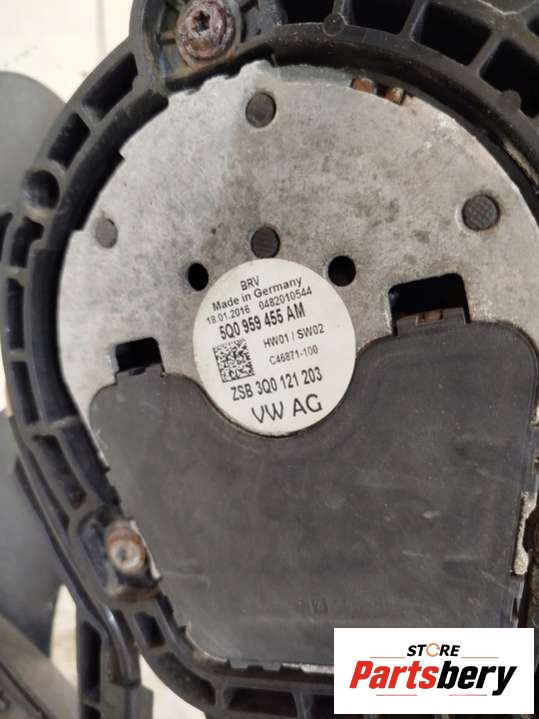 BRV
Made in Germany
18.01.2016 0482010544
5Q0 959 455 AM
HW01 / SW02
C46871-100
ZSB 3Q0 121 203
VW AG
STORE
Partsbery